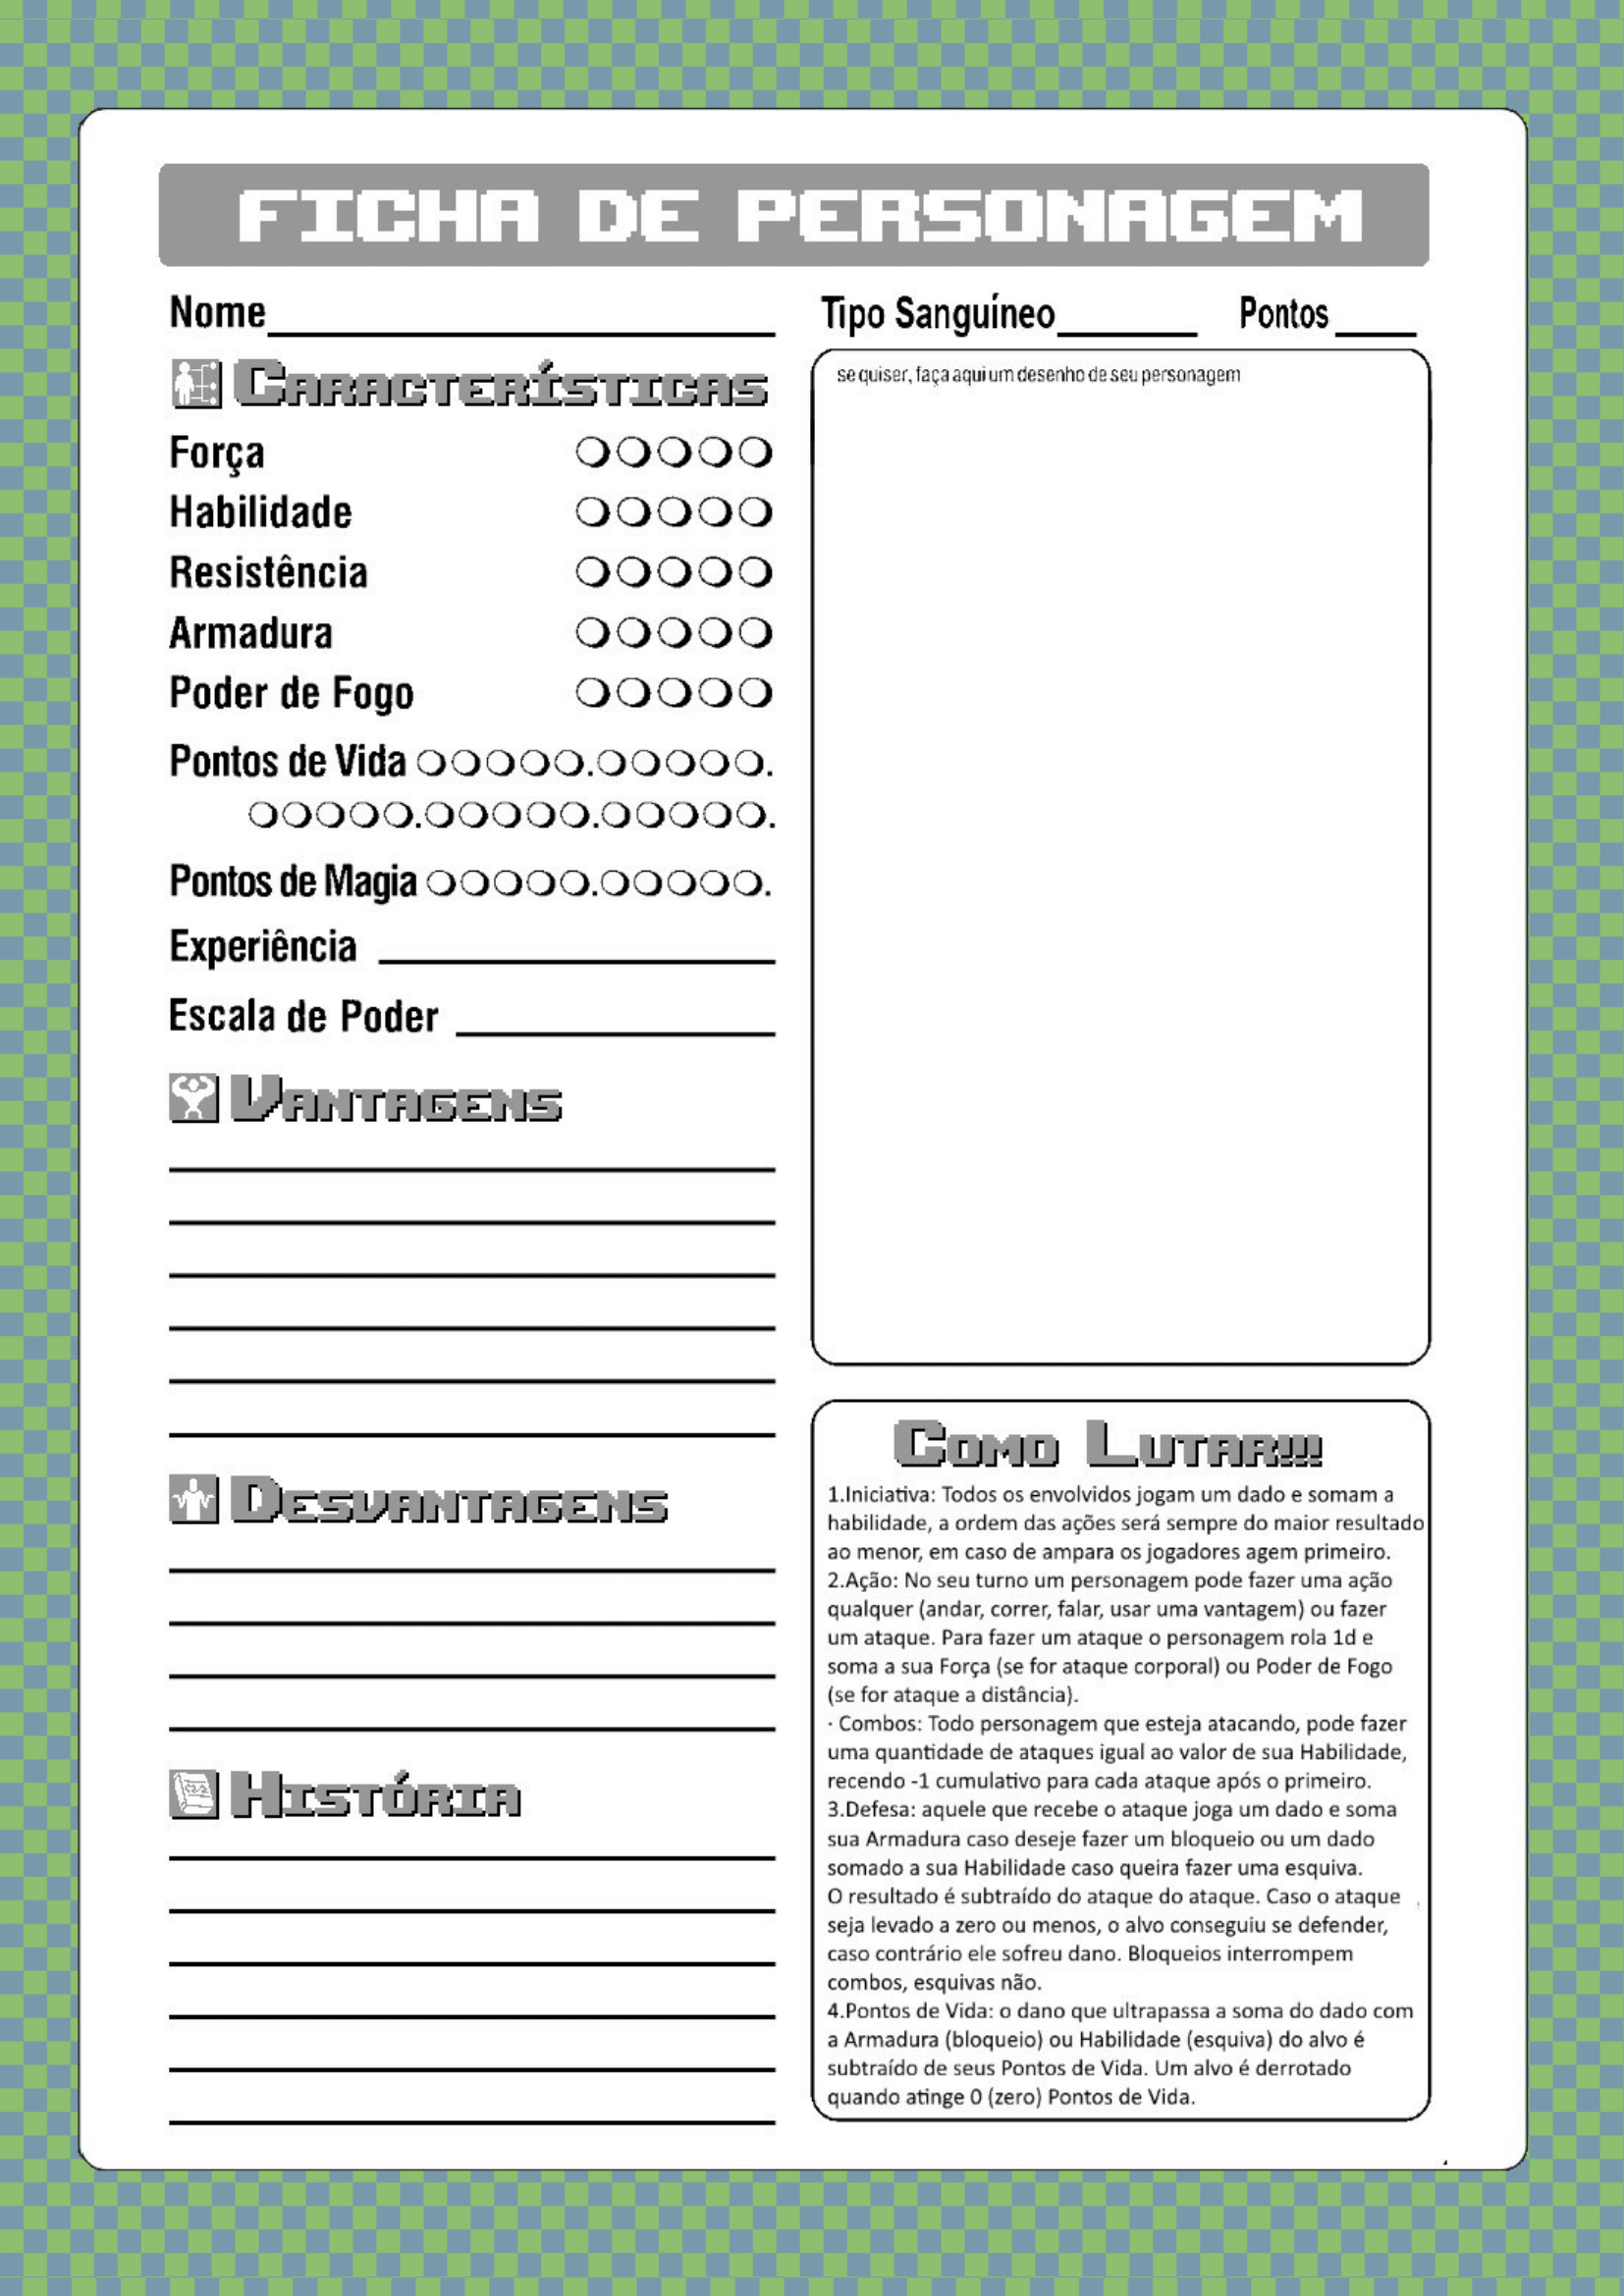 FICHA DE PERSONAGEM
Nome
Tipo Sanguíneo
Pontos
Características
Força
Habilidade
Resistência
Armadura
Poder de Fogo
Pontos de Vida
Pontos de Magia
Experiência
Escala de Poder
Vantagens
Desvantagens
História
se quiser, faça aqui um desenho de seu personagem
Como Lutar!!!
1.Iniciativa: Todos os envolvidos jogam um dado e somam a
habilidade, a ordem das ações será sempre do maior resultado
ao menor, em caso de ampara os jogadores agem primeiro.
2.Ação: No seu turno um personagem pode fazer uma ação
qualquer (andar, correr, falar, usar uma vantagem) ou fazer
um ataque. Para fazer um ataque o personagem rola 1d e
soma a sua Força (se for ataque corporal) ou Poder de Fogo
(se for ataque a distância).
· Combos: Todo personagem que esteja atacando, pode fazer
uma quantidade de ataques igual ao valor de sua Habilidade,
recendo -1 cumulativo para cada ataque após o primeiro.
3.Defesa: aquele que recebe o ataque joga um dado e soma
sua Armadura caso deseje fazer um bloqueio ou um dado
somado a sua Habilidade caso queira fazer uma esquiva.
O resultado é subtraído do ataque do ataque. Caso o ataque
seja levado a zero ou menos, o alvo conseguiu se defender,
caso contrário ele sofreu dano. Bloqueios interrompem
combos, esquivas não.
4.Pontos de Vida: o dano que ultrapassa a soma do dado com
a Armadura (bloqueio) ou Habilidade (esquiva) do alvo é
subtraído de seus Pontos de Vida. Um alvo é derrotado
quando atinge 0 (zero) Pontos de Vida.